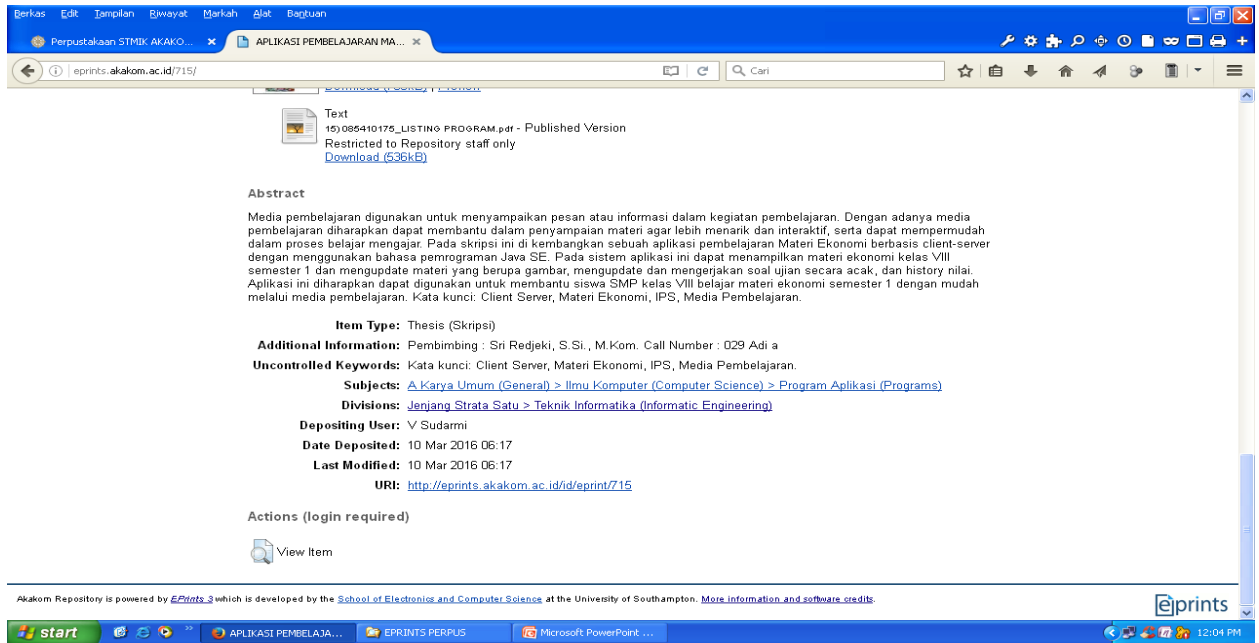 Berkas Edit Tampilan Riwayat Markah Alat Bantuan
Perpustakaan STMIK AKAKO... APLIKASI PEMBELAJARAN MA...
eprints.akakom.ac.id/715/ Cari
Text
15) 085410175_LISTING PROGRAM.pdf - Published Version
Restricted to Repository staff only
Download (536kB)
Abstract
Media pembelajaran digunakan untuk menyampaikan pesan atau informasi dalam kegiatan pembelajaran. Dengan adanya media
pembelajaran diharapkan dapat membantu dalam penyampaian materi agar lebih menarik dan interaktif, serta dapat mempermudah
dalam proses belajar mengajar. Pada skripsi ini di kembangkan sebuah aplikasi pembelajaran Materi Ekonomi berbasis client-server
dengan menggunakan bahasa pemrograman Java SE. Pada sistem aplikasi ini dapat menampilkan materi ekonomi kelas VIII
semester 1 dan mengupdate materi yang berupa gambar, mengupdate dan mengerjakan soal ujian secara acak, dan history nilai.
Aplikasi ini diharapkan dapat digunakan untuk membantu siswa SMP kelas VIII belajar materi ekonomi semester 1 dengan mudah
melalui media pembelajaran. Kata kunci: Client Server, Materi Ekonomi, IPS, Media Pembelajaran.
Item Type: Thesis (Skripsi)
Additional Information: Pembimbing : Sri Redjeki, S.Si., M.Kom. Call Number : 029 Adi a
Uncontrolled Keywords: Kata kunci: Client Server, Materi Ekonomi, IPS, Media Pembelajaran.
Subjects: A Karya Umum (General) > Ilmu Komputer (Computer Science) > Program Aplikasi (Programs)
Divisions: Jenjang Strata Satu > Teknik Informatika (Informatic Engineering)
Depositing User: V Sudarmi
Date Deposited: 10 Mar 2016 06:17
Last Modified: 10 Mar 2016 06:17
URI: http://eprints.akakom.ac.id/id/eprint/715
Actions (login required)
View Item
Akakom Repository is powered by EPrints 3 which is developed by the School of Electronics and Computer Science at the University of Southampton. More information and software credits.
eprints
start APLIKASI PEMBELAJA... EPRINTS PERPUS Microsoft PowerPoint ... 12:04 PM